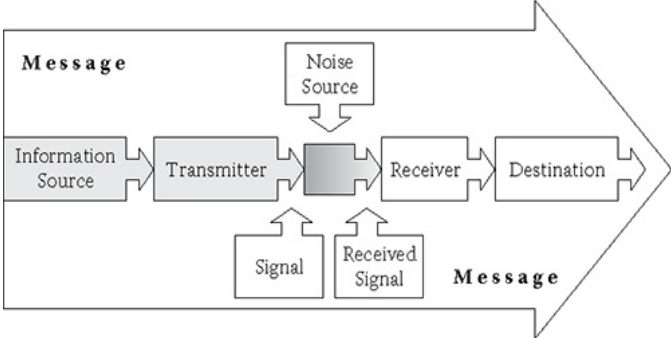 Message
Noise
Source
Information
Source
Transmitter
Receiver
Destination
Signal
Received
Signal
Message